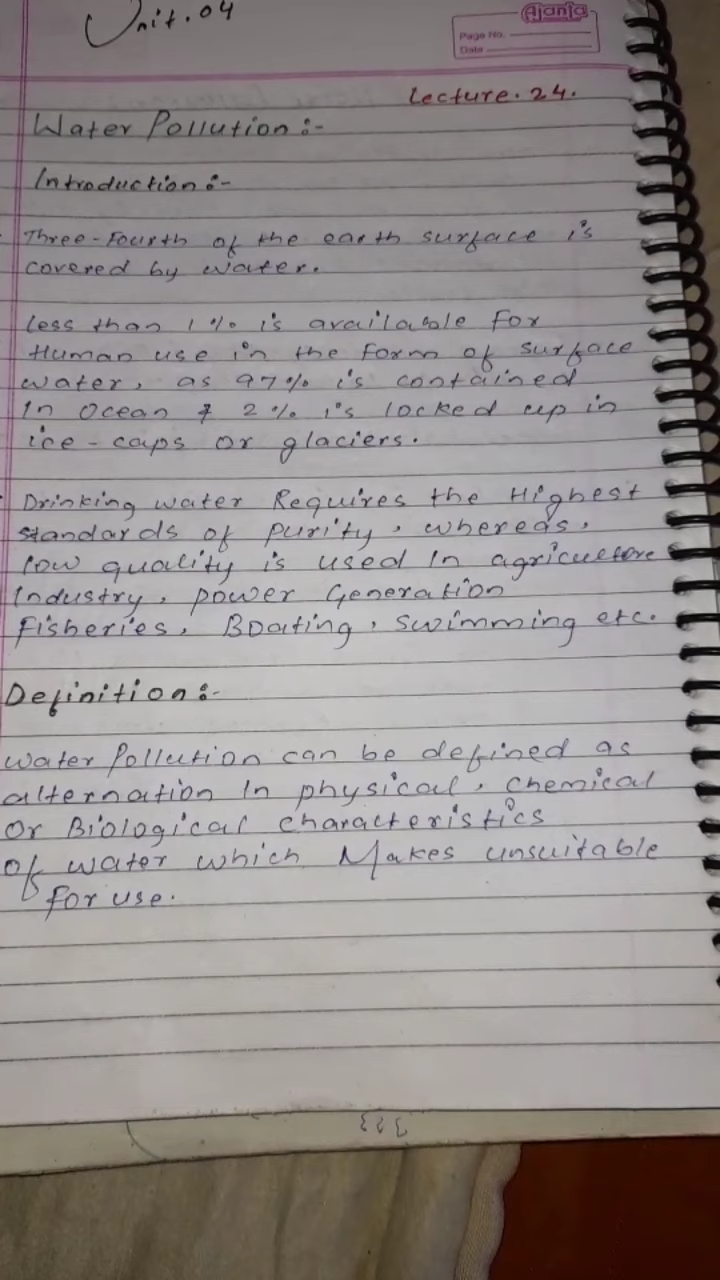 Unit.04
Ajanta
Page No.
Date
Lecture. 24.
Water Pollution :-
Introduction :-
Three-Fourth of the earth surface is
covered by water.
less than 1% is available for
Human use in the form of surface
water, as 97% is contained
In Ocean & 2% is locked up in
ice-caps or glaciers.
Drinking water Requires the Highest
standards of purity, whereas,
low quality is used In agriculture
Industry, power Generation
Fisheries, Boating, swimming etc.
Definition :-
Water Pollution can be defined as
alternation In physical, chemical
Or Biological characteristics
Of water which Makes unsuitable
for use.